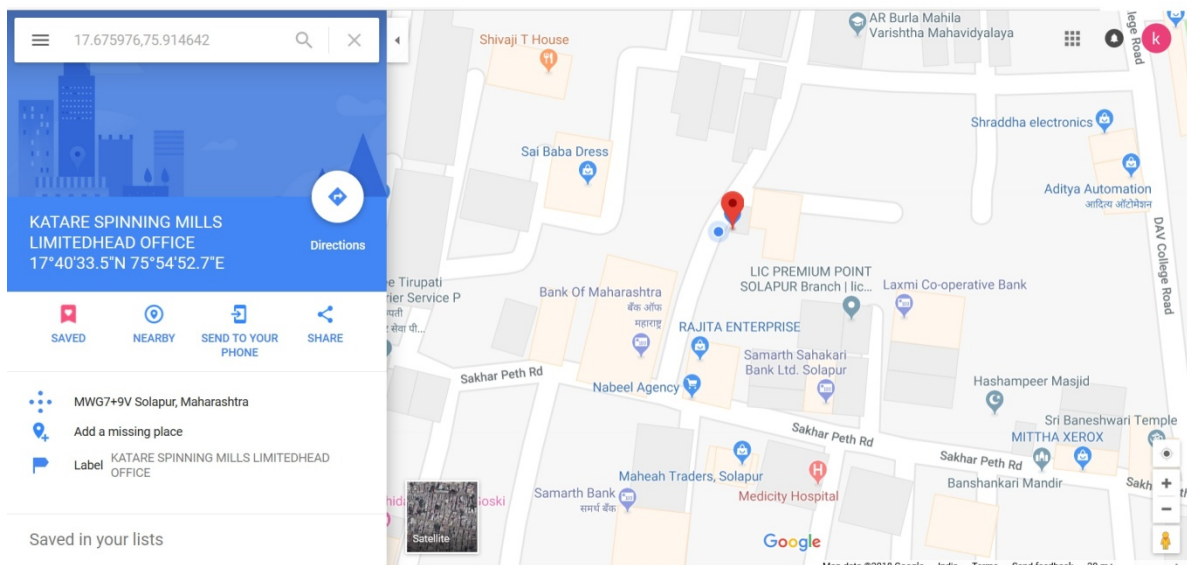 17.675976,75.914642
KATARE SPINNING MILLS
LIMITEDHEAD OFFICE
17°40'33.5"N 75°54'52.7"E
Directions
SAVED
NEARBY
SEND TO YOUR
PHONE
SHARE
MWG7+9V Solapur, Maharashtra
Add a missing place
Label KATARE SPINNING MILLS LIMITEDHEAD
OFFICE
Saved in your lists
AR Burla Mahila
Varishtha Mahavidyalaya
k
Shivaji T House
Shraddha electronics
Sai Baba Dress
Aditya Automation
आदित्य ऑटोमेशन
DAV College Road
LIC PREMIUM POINT
SOLAPUR Branch | lic...
Laxmi Co-operative Bank
Tirupati
Service P
Bank Of Maharashtra
बँक ऑफ
महाराष्ट्र
RAJITA ENTERPRISE
Samarth Sahakari
Bank Ltd. Solapur
Sakhar Peth Rd
Nabeel Agency
Hashampeer Masjid
Sakhar Peth Rd
Sri Baneshwari Temple
MITTHA XEROX
Sakhar Peth Rd
Banshankari Mandir
Maheah Traders, Solapur
Medicity Hospital
Samarth Bank
समर्थ बँक
Satellite
Google